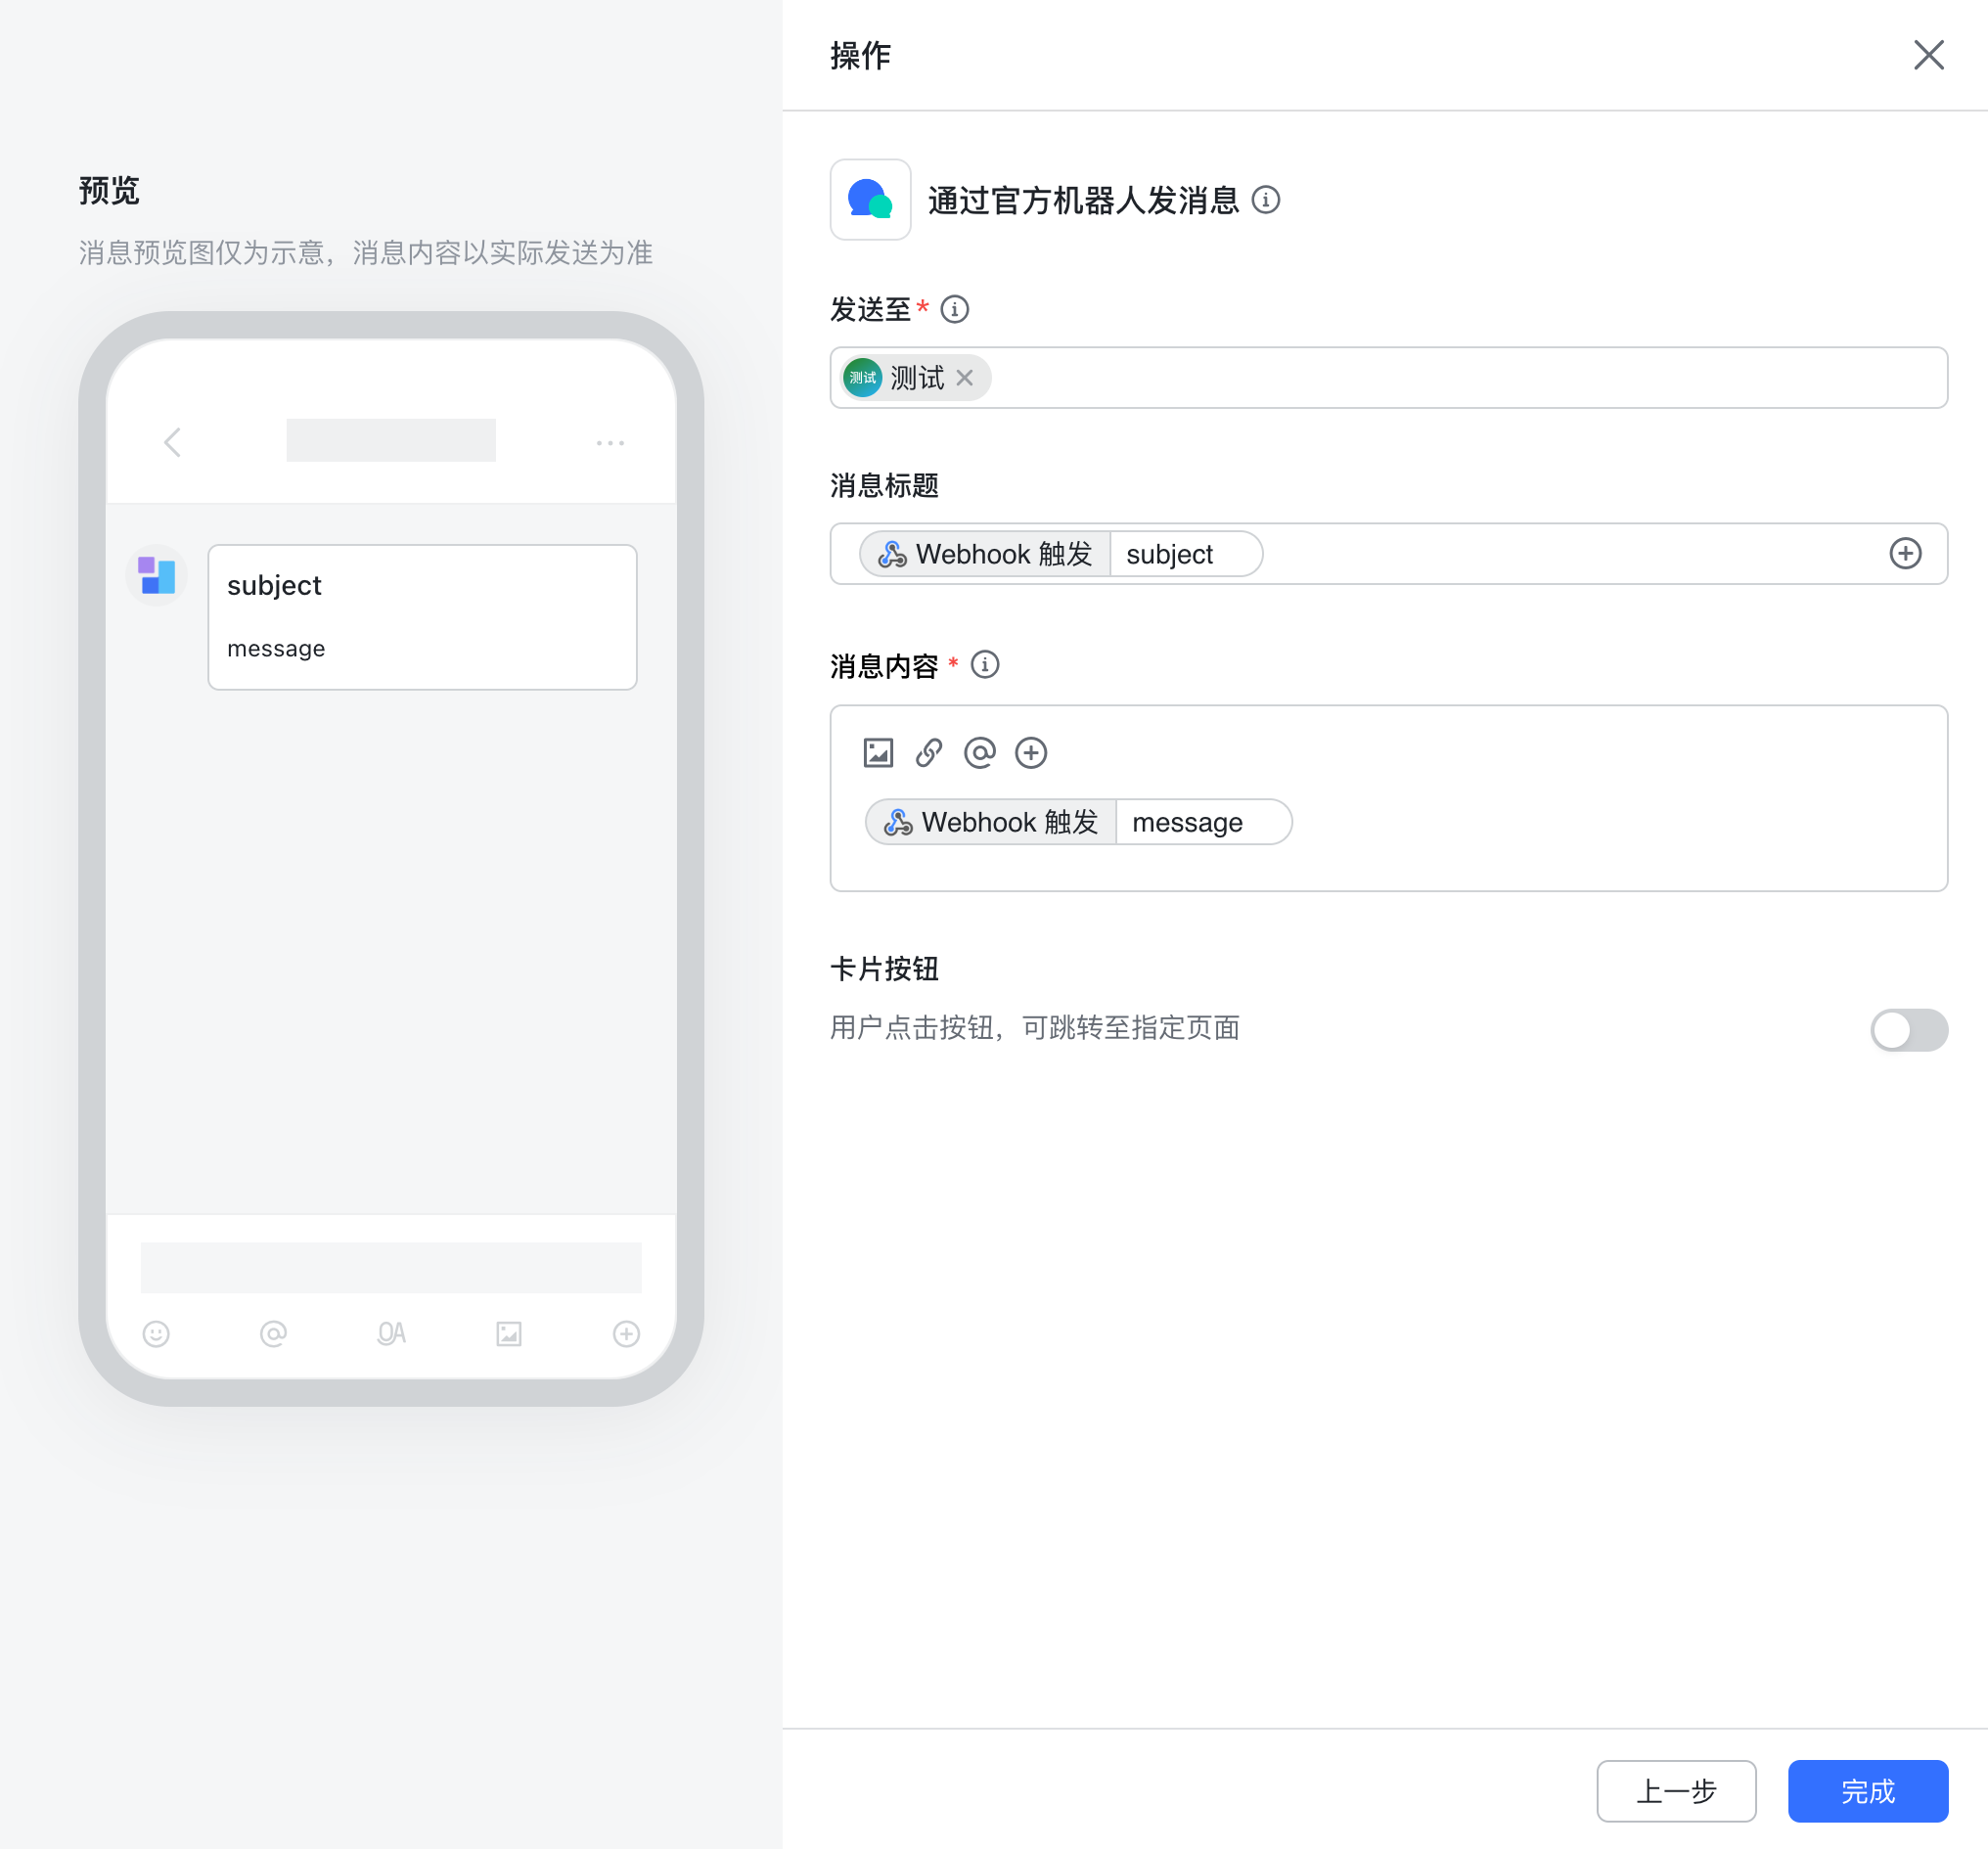 操作
预览
消息预览图仅为示意，消息内容以实际发送为准
subject
message
通过官方机器人发消息
发送至*
测试 测试
消息标题
Webhook 触发 subject
消息内容 *
Webhook 触发 message
卡片按钮
用户点击按钮，可跳转至指定页面
上一步 完成